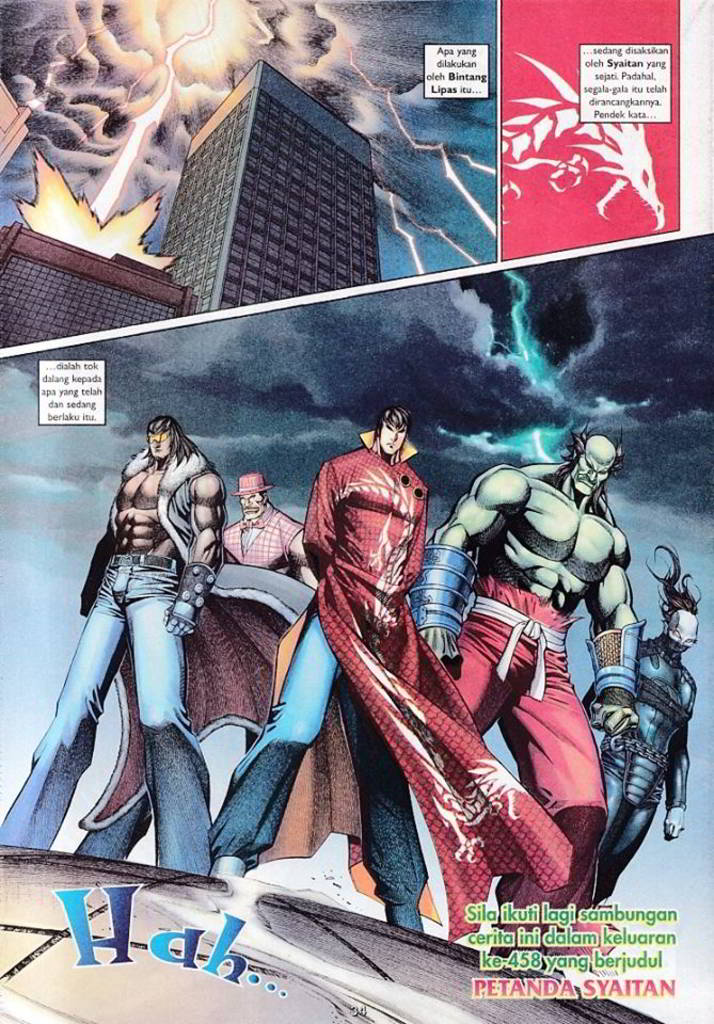 Apa yang
dilakukan
oleh Bintang
Lipas itu...
...sedang disaksikan
oleh Syaitan yang
sejati. Padahal,
segala-gala itu telah
dirancangkannya.
Pendek kata...
...dialah tok
dalang kepada
apa yang telah
dan sedang
berlaku itu.
Hah...
Sila ikuti lagi sambungan
cerita ini dalam keluaran
ke-458 yang berjudul
PETANDA SYAITAN
34